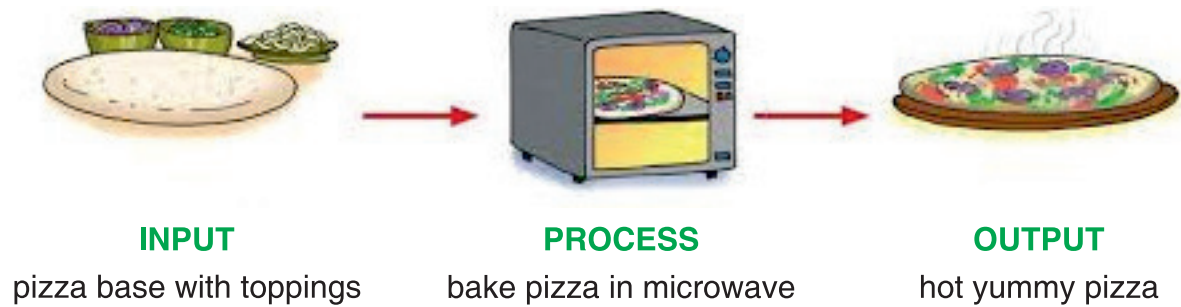 INPUT
PROCESS
OUTPUT
pizza base with toppings
bake pizza in microwave
hot yummy pizza